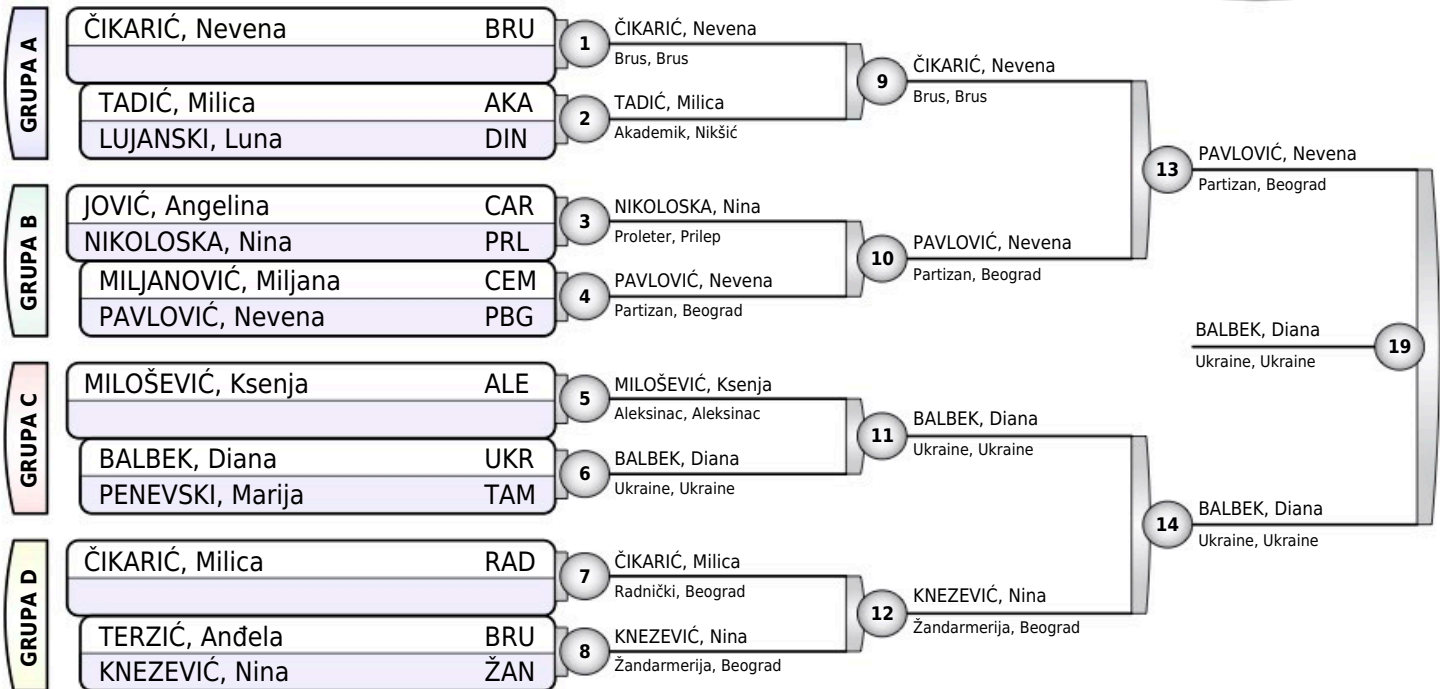 GRUPA A
ČIKARIĆ, Nevena BRU
TADIĆ, Milica AKA
LUJANSKI, Luna DIN
GRUPA B
JOVIĆ, Angelina CAR
NIKOLOSKA, Nina PRL
MILJANOVIĆ, Miljana CEM
PAVLOVIĆ, Nevena PBG
GRUPA C
MILOŠEVIĆ, Ksenja ALE
BALBEK, Diana UKR
PENEVSKI, Marija TAM
GRUPA D
ČIKARIĆ, Milica RAD
TERZIĆ, Anđela BRU
KNEZEVIĆ, Nina ŽAN
1
ČIKARIĆ, Nevena
Brus, Brus
2
TADIĆ, Milica
Akademik, Nikšić
3
NIKOLOSKA, Nina
Proleter, Prilep
4
PAVLOVIĆ, Nevena
Partizan, Beograd
5
MILOŠEVIĆ, Ksenja
Aleksinac, Aleksinac
6
BALBEK, Diana
Ukraine, Ukraine
7
ČIKARIĆ, Milica
Radnički, Beograd
8
KNEZEVIĆ, Nina
Žandarmerija, Beograd
9
ČIKARIĆ, Nevena
Brus, Brus
10
PAVLOVIĆ, Nevena
Partizan, Beograd
11
BALBEK, Diana
Ukraine, Ukraine
12
KNEZEVIĆ, Nina
Žandarmerija, Beograd
13
PAVLOVIĆ, Nevena
Partizan, Beograd
14
BALBEK, Diana
Ukraine, Ukraine
BALBEK, Diana
Ukraine, Ukraine
19